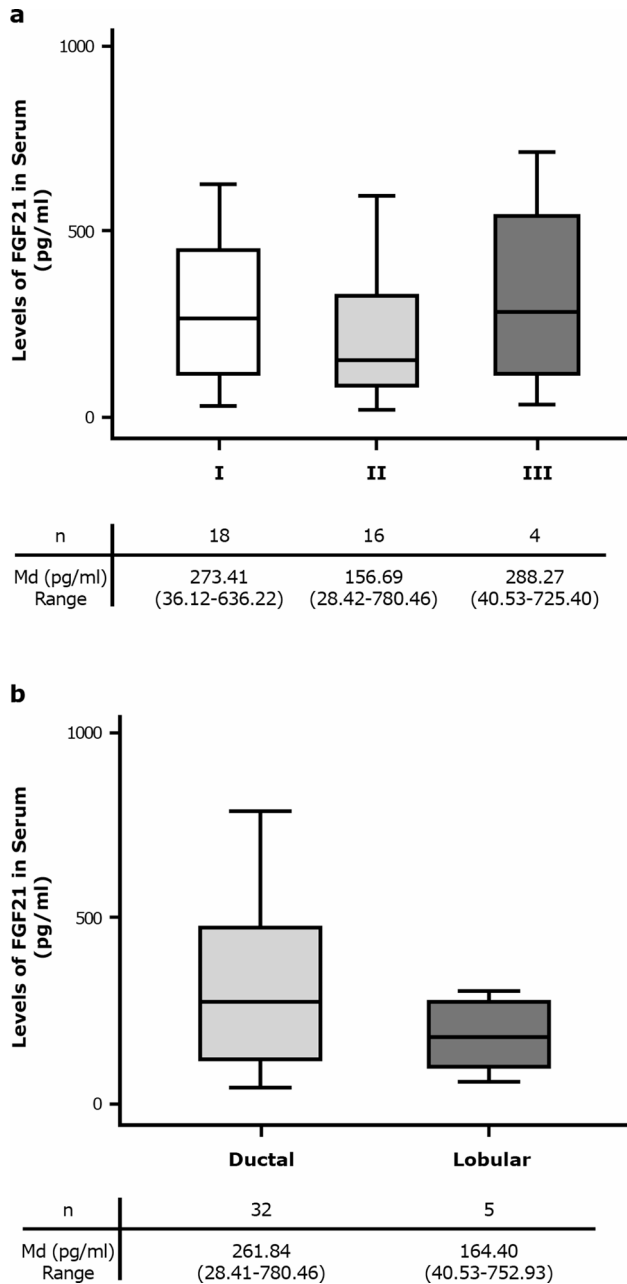 a
1000
500
0
Levels of FGF21 in Serum
(pg/ml)
I II III
n 18 16 4
Md (pg/ml) 273.41 156.69 288.27
Range (36.12-636.22) (28.42-780.46) (40.53-725.40)
b
1000
500
0
Levels of FGF21 in Serum
(pg/ml)
Ductal Lobular
n 32 5
Md (pg/ml) 261.84 164.40
Range (28.41-780.46) (40.53-752.93)